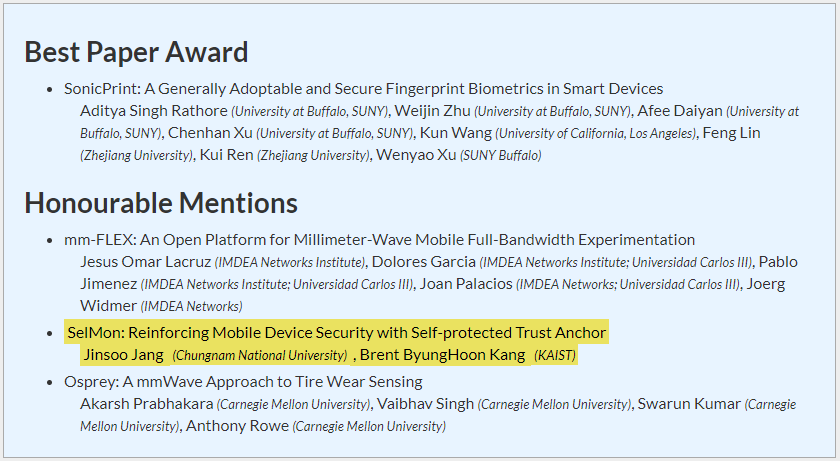 Best Paper Award
• SonicPrint: A Generally Adoptable and Secure Fingerprint Biometrics in Smart Devices
Aditya Singh Rathore (University at Buffalo, SUNY), Weijin Zhu (University at Buffalo, SUNY), Afee Daiyan (University at
Buffalo, SUNY), Chenhan Xu (University at Buffalo, SUNY), Kun Wang (University of California, Los Angeles), Feng Lin
(Zhejiang University), Kui Ren (Zhejiang University), Wenyao Xu (SUNY Buffalo)
Honourable Mentions
• mm-FLEX: An Open Platform for Millimeter-Wave Mobile Full-Bandwidth Experimentation
Jesus Omar Lacruz (IMDEA Networks Institute), Dolores Garcia (IMDEA Networks Institute; Universidad Carlos III), Pablo
Jimenez (IMDEA Networks Institute; Universidad Carlos III), Joan Palacios (IMDEA Networks; Universidad Carlos III), Joerg
Widmer (IMDEA Networks)
• SelMon: Reinforcing Mobile Device Security with Self-protected Trust Anchor
Jinsoo Jang (Chungnam National University) , Brent ByungHoon Kang (KAIST)
• Osprey: A mmWave Approach to Tire Wear Sensing
Akarsh Prabhakara (Carnegie Mellon University), Vaibhav Singh (Carnegie Mellon University), Swarun Kumar (Carnegie
Mellon University), Anthony Rowe (Carnegie Mellon University)